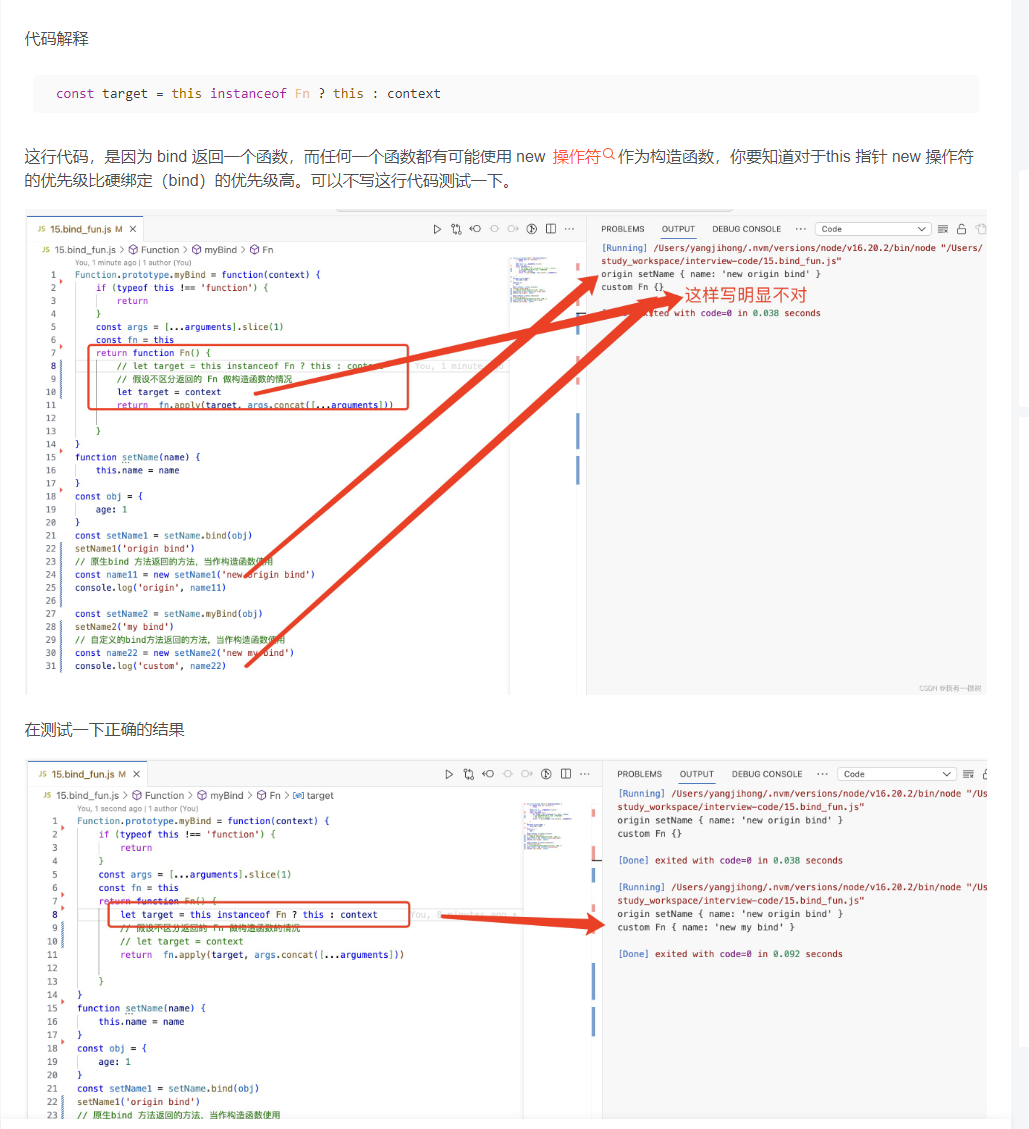 代码解释
const target = this instanceof Fn ? this : context
这行代码，是因为 bind 返回一个函数，而任何一个函数都有可能使用 new 操作符作为构造函数，你要知道对于this 指针 new 操作符
的优先级比硬绑定（bind）的优先级高。可以不写这行代码测试一下。
JS 15.bind_fun.js M ×
JS 15.bind_fun.js > Function > myBind > Fn
You, 1 minute ago | 1 author (You)
1 Function.prototype.myBind = function(context) {
2 if (typeof this !== 'function') {
3 return
4 }
5 const args = [...arguments].slice(1)
6 const fn = this
7 return function Fn() {
8 // let target = this instanceof Fn ? this : context You, 1 minute
9 // 假设不区分返回的 Fn 做构造函数的情况
10 let target = context
11 return fn.apply(target, args.concat([...arguments]))
12
13 }
14 }
15 function setName(name) {
16 this.name = name
17 }
18 const obj = {
19 age: 1
20 }
21 const setName1 = setName.bind(obj)
22 setName1('origin bind')
23 // 原生bind 方法返回的方法，当作构造函数使用
24 const name11 = new setName1('new origin bind')
25 console.log('origin', name11)
26
27 const setName2 = setName.myBind(obj)
28 setName2('my bind')
29 // 自定义的bind方法返回的方法，当作构造函数使用
30 const name22 = new setName2('new my bind')
31 console.log('custom', name22)
PROBLEMS OUTPUT DEBUG CONSOLE ··· Code
[Running] /Users/yangjihong/.nvm/versions/node/v16.20.2/bin/node "/Users/
study_workspace/interview-code/15.bind_fun.js"
origin setName { name: 'new origin bind' }
custom Fn {}
这样写明显不对
exited with code=0 in 0.038 seconds
CSDN @我有一棵树
在测试一下正确的结果
JS 15.bind_fun.js M ×
JS 15.bind_fun.js > Function > myBind > Fn > target
You, 1 second ago | 1 author (You)
1 Function.prototype.myBind = function(context) {
2 if (typeof this !== 'function') {
3 return
4 }
5 const args = [...arguments].slice(1)
6 const fn = this
7 return function Fn() {
8 let target = this instanceof Fn ? this : context
9 // 假设不区分返回的 Fn 做构造函数的情况
10 // let target = context
11 return fn.apply(target, args.concat([...arguments]))
12
13 }
14 }
15 function setName(name) {
16 this.name = name
17 }
18 const obj = {
19 age: 1
20 }
21 const setName1 = setName.bind(obj)
22 setName1('origin bind')
23 // 原生bind 方法返回的方法，当作构造函数使用
PROBLEMS OUTPUT DEBUG CONSOLE ··· Code
[Running] /Users/yangjihong/.nvm/versions/node/v16.20.2/bin/node "/Us
study_workspace/interview-code/15.bind_fun.js"
origin setName { name: 'new origin bind' }
custom Fn {}
[Done] exited with code=0 in 0.038 seconds
[Running] /Users/yangjihong/.nvm/versions/node/v16.20.2/bin/node "/Us
study_workspace/interview-code/15.bind_fun.js"
origin setName { name: 'new origin bind' }
custom Fn { name: 'new my bind' }
[Done] exited with code=0 in 0.092 seconds